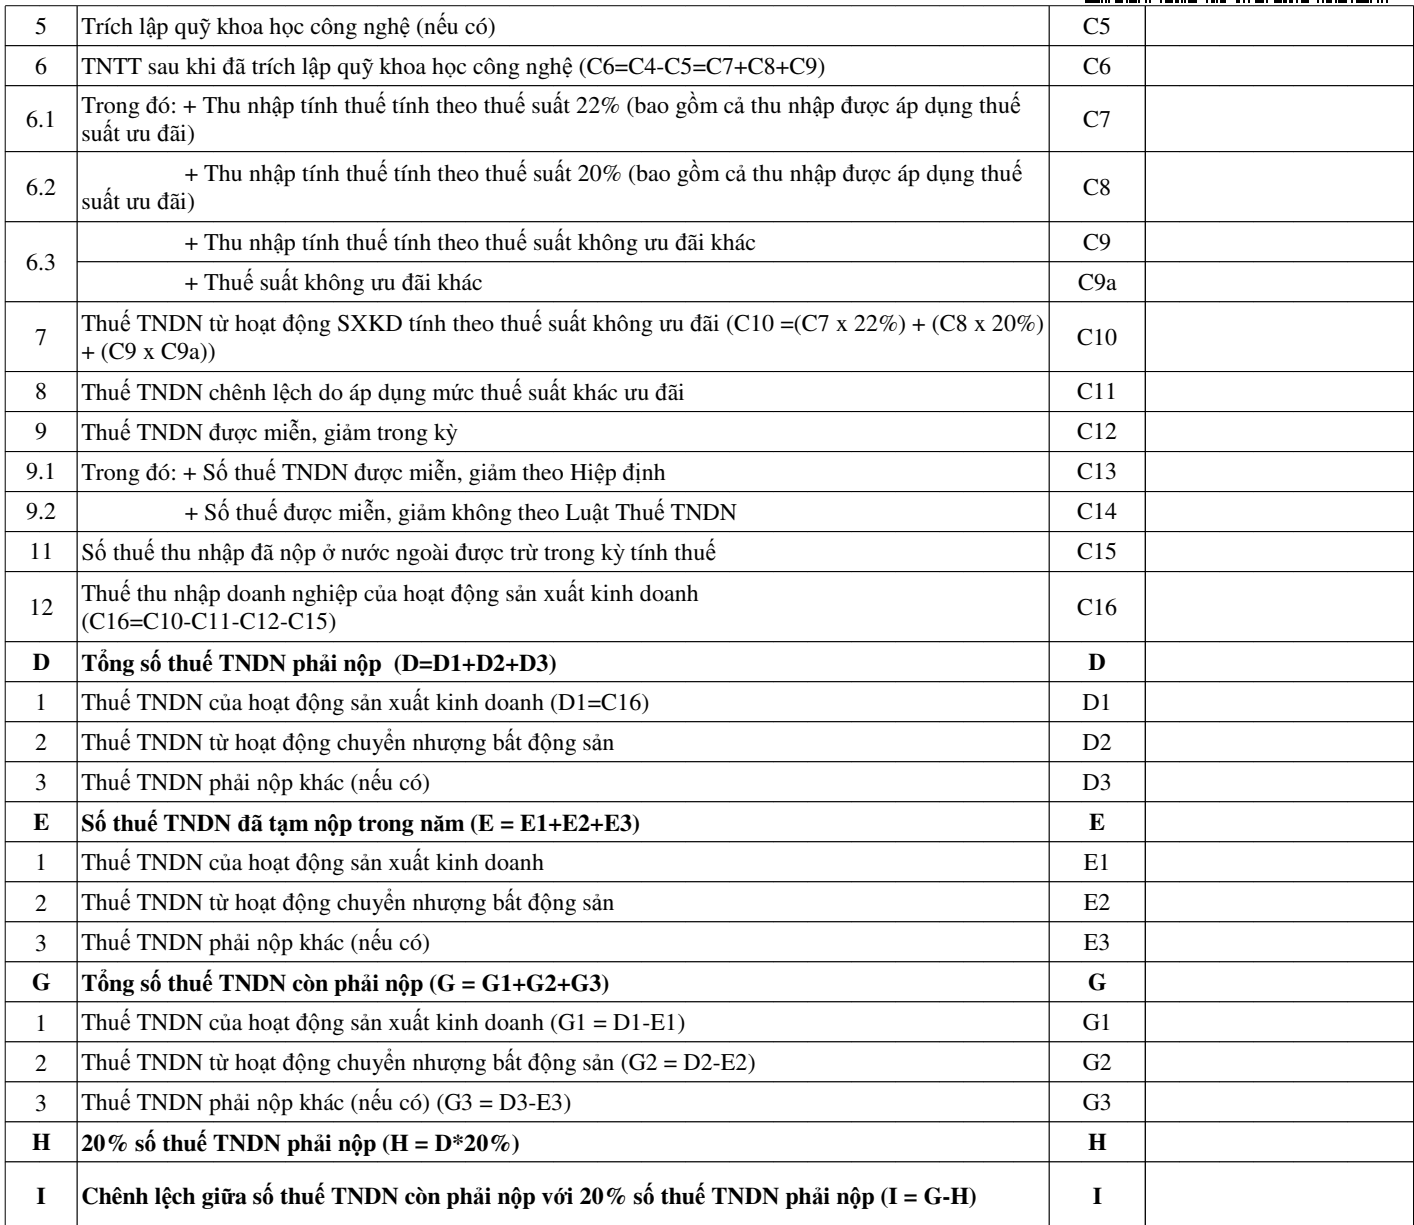 5 Trích lập quỹ khoa học công nghệ (nếu có) C5
6 TNTT sau khi đã trích lập quỹ khoa học công nghệ (C6=C4-C5=C7+C8+C9) C6
6.1 Trong đó: + Thu nhập tính thuế tính theo thuế suất 22% (bao gồm cả thu nhập được áp dụng thuế
suất ưu đãi) C7
6.2 + Thu nhập tính thuế tính theo thuế suất 20% (bao gồm cả thu nhập được áp dụng thuế
suất ưu đãi) C8
6.3 + Thu nhập tính thuế tính theo thuế suất không ưu đãi khác C9
+ Thuế suất không ưu đãi khác C9a
7 Thuế TNDN từ hoạt động SXKD tính theo thuế suất không ưu đãi (C10 =(C7 x 22%) + (C8 x 20%)
+ (C9 x C9a)) C10
8 Thuế TNDN chênh lệch do áp dụng mức thuế suất khác ưu đãi C11
9 Thuế TNDN được miễn, giảm trong kỳ C12
9.1 Trong đó: + Số thuế TNDN được miễn, giảm theo Hiệp định C13
9.2 + Số thuế được miễn, giảm không theo Luật Thuế TNDN C14
11 Số thuế thu nhập đã nộp ở nước ngoài được trừ trong kỳ tính thuế C15
12 Thuế thu nhập doanh nghiệp của hoạt động sản xuất kinh doanh
(C16=C10-C11-C12-C15) C16
D Tổng số thuế TNDN phải nộp (D=D1+D2+D3) D
1 Thuế TNDN của hoạt động sản xuất kinh doanh (D1=C16) D1
2 Thuế TNDN từ hoạt động chuyển nhượng bất động sản D2
3 Thuế TNDN phải nộp khác (nếu có) D3
E Số thuế TNDN đã tạm nộp trong năm (E = E1+E2+E3) E
1 Thuế TNDN của hoạt động sản xuất kinh doanh E1
2 Thuế TNDN từ hoạt động chuyển nhượng bất động sản E2
3 Thuế TNDN phải nộp khác (nếu có) E3
G Tổng số thuế TNDN còn phải nộp (G = G1+G2+G3) G
1 Thuế TNDN của hoạt động sản xuất kinh doanh (G1 = D1-E1) G1
2 Thuế TNDN từ hoạt động chuyển nhượng bất động sản (G2 = D2-E2) G2
3 Thuế TNDN phải nộp khác (nếu có) (G3 = D3-E3) G3
H 20% số thuế TNDN phải nộp (H = D*20%) H
I Chênh lệch giữa số thuế TNDN còn phải nộp với 20% số thuế TNDN phải nộp (I = G-H) I